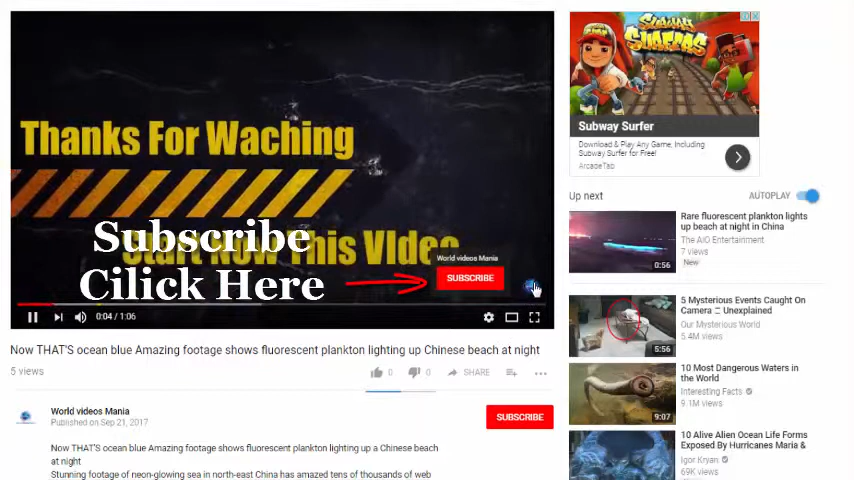 Thanks For Waching
Start Now This VIdeo
Subscribe
Cilick Here
World videos Mania
SUBSCRIBE
0:04 / 1:06
Now THAT'S ocean blue Amazing footage shows fluorescent plankton lighting up Chinese beach at night
5 views
0
0
SHARE
World videos Mania
Published on Sep 21, 2017
SUBSCRIBE
Now THAT'S ocean blue Amazing footage shows fluorescent plankton lighting up a Chinese beach
at night
Stunning footage of neon-glowing sea in north-east China has amazed tens of thousands of web
SUBWAY
SURFERS
Subway Surfer
Download & Play Any Game, Including
Subway Surfer for Free!
ArcadeTab
Up next
AUTOPLAY
0:56
Rare fluorescent plankton lights
up beach at night in China
The AIO Entertainment
7 views
New
5:56
5 Mysterious Events Caught On
Camera : Unexplained
Our Mysterious World
5.4M views
9:07
10 Most Dangerous Waters in
the World
Interesting Facts
9.1M views
10 Alive Alien Ocean Life Forms
Exposed By Hurricanes Maria &
Igor Kryan
69K views